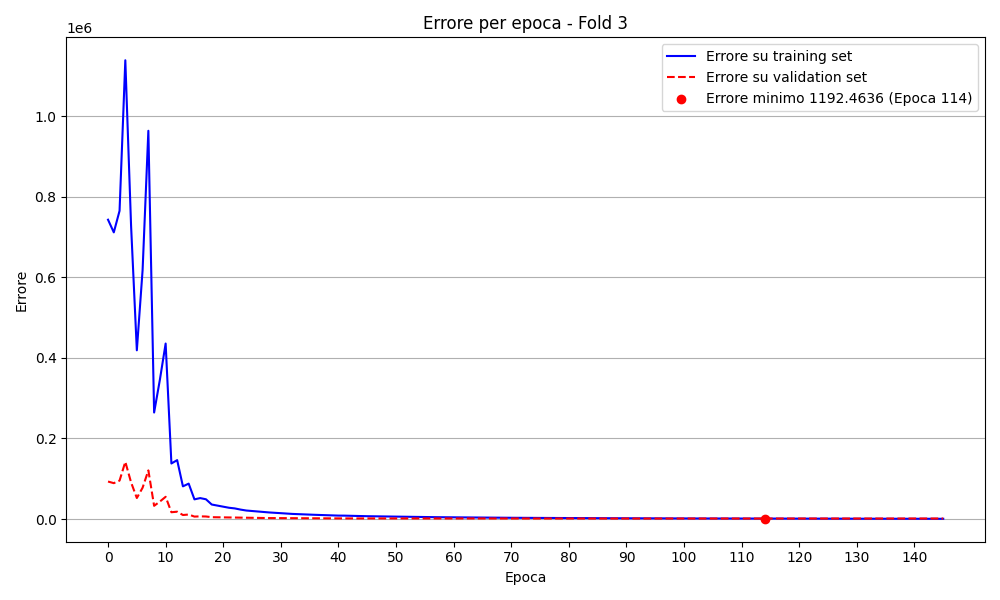 Errore per epoca - Fold 3
1e6
Errore su training set
Errore su validation set
Errore minimo 1192.4636 (Epoca 114)
1.0
0.8
0.6
0.4
0.2
0.0
Errore
0 10 20 30 40 50 60 70 80 90 100 110 120 130 140
Epoca